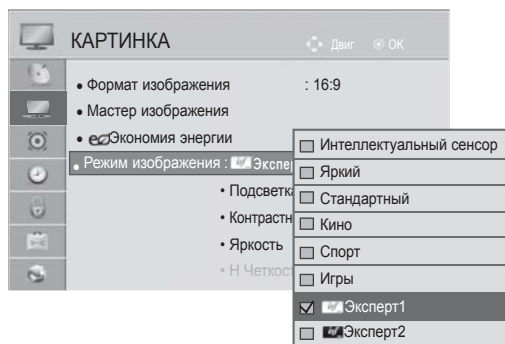 КАРТИНКА
Двиг OK
Формат изображения : 16:9
Мастер изображения
Экономия энергии
Режим изображения : Экспер
Подсветка
Контрастн
Яркость
Н Четкост
Интеллектуальный сенсор
Яркий
Стандартный
Кино
Спорт
Игры
Эксперт1
Эксперт2